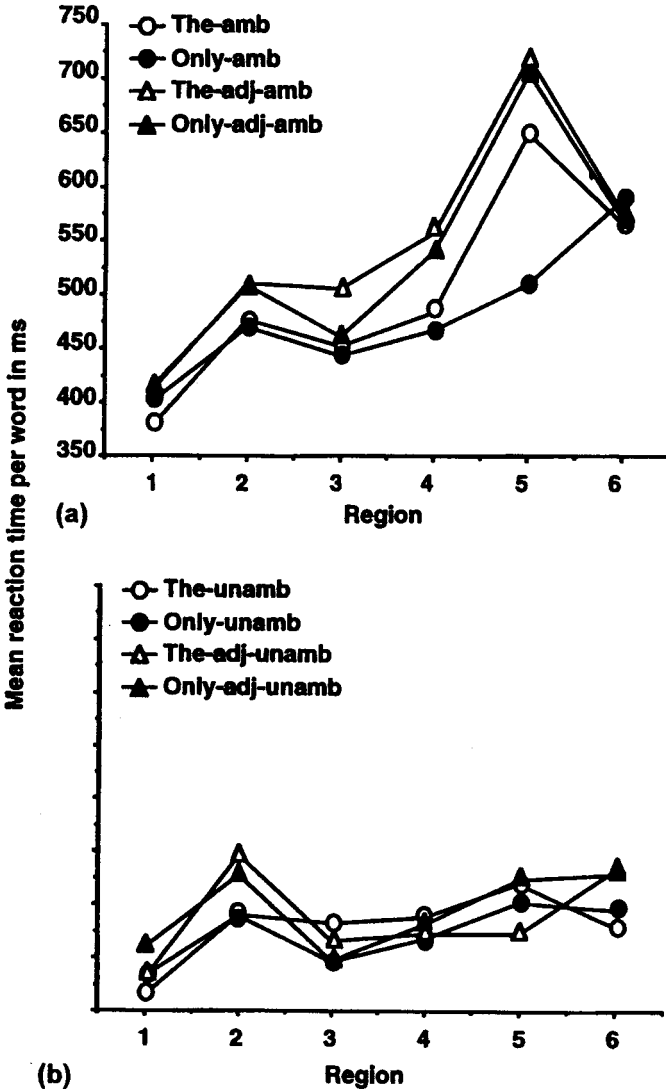 Mean reaction time per word in ms
750
700
650
600
550
500
450
400
350
The-amb
Only-amb
The-adj-amb
Only-adj-amb
1 2 3 4 5 6
(a)
Region
The-unamb
Only-unamb
The-adj-unamb
Only-adj-unamb
1 2 3 4 5 6
(b)
Region